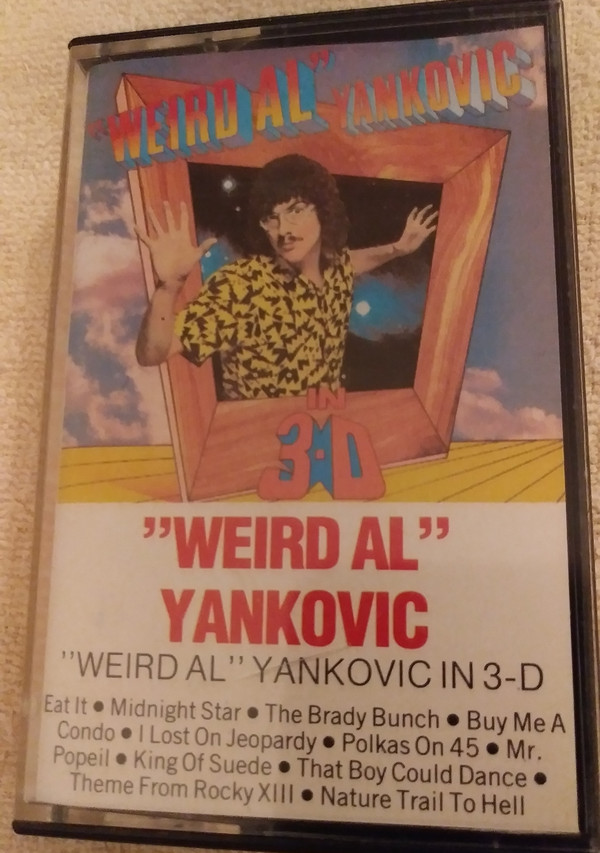 "WEIRD AL" YANKOVIC
IN
3-D
"WEIRD AL"
YANKOVIC
"WEIRD AL" YANKOVIC IN 3-D
Eat It ● Midnight Star ● The Brady Bunch ● Buy Me A
Condo ● I Lost On Jeopardy ● Polkas On 45 ● Mr.
Popeil ● King Of Suede ● That Boy Could Dance ●
Theme From Rocky XIII ● Nature Trail To Hell